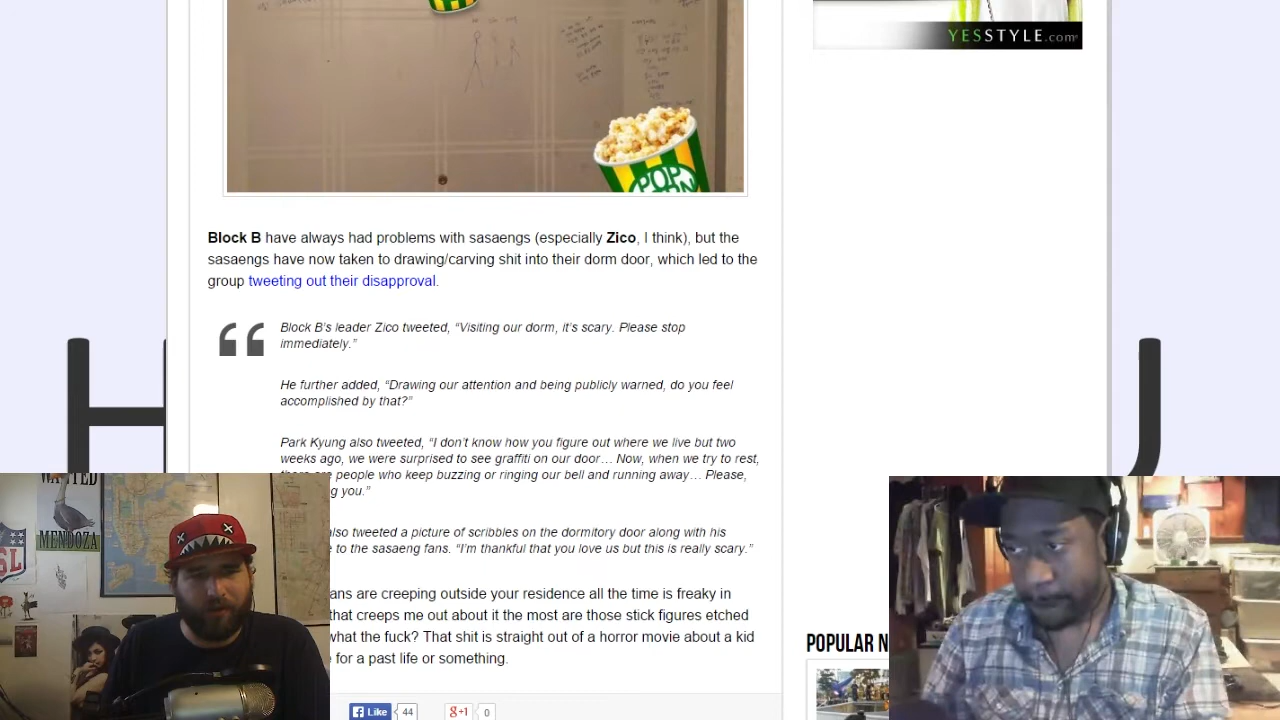 YESSTYLE.com
POP
Block B have always had problems with sasaengs (especially Zico, I think), but the
sasaengs have now taken to drawing/carving shit into their dorm door, which led to the
group tweeting out their disapproval.
Block B's leader Zico tweeted, “Visiting our dorm, it's scary. Please stop
immediately.”
He further added, “Drawing our attention and being publicly warned, do you feel
accomplished by that?”
Park Kyung also tweeted, “I don't know how you figure out where we live but two
weeks ago, we were surprised to see graffiti on our door… Now, when we try to rest,
people who keep buzzing or ringing our bell and running away… Please,
g you.”
lso tweeted a picture of scribbles on the dormitory door along with his
e to the sasaeng fans. “I'm thankful that you love us but this is really scary.”
ans are creeping outside your residence all the time is freaky in
that creeps me out about it the most are those stick figures etched
what the fuck? That shit is straight out of a horror movie about a kid
e for a past life or something.
H
J
WANTED
MENDOZA
SL
POPULAR N
Like 44
g+1 0